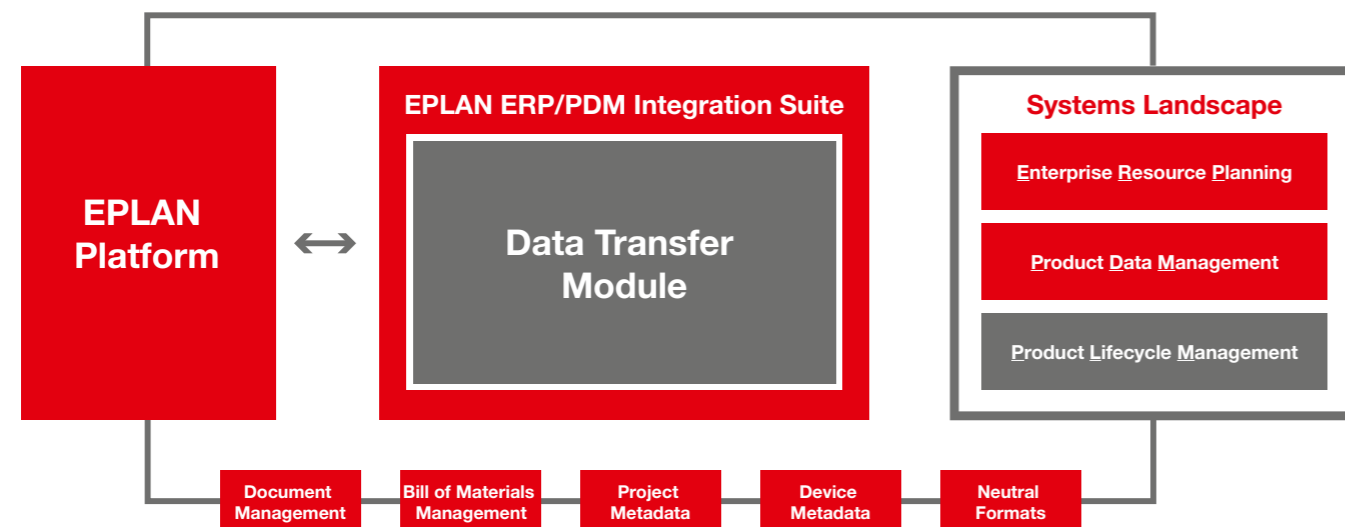 EPLAN
Platform
EPLAN ERP/PDM Integration Suite
Data Transfer
Module
Systems Landscape
Enterprise Resource Planning
Product Data Management
Product Lifecycle Management
Document
Management
Bill of Materials
Management
Project
Metadata
Device
Metadata
Neutral
Formats